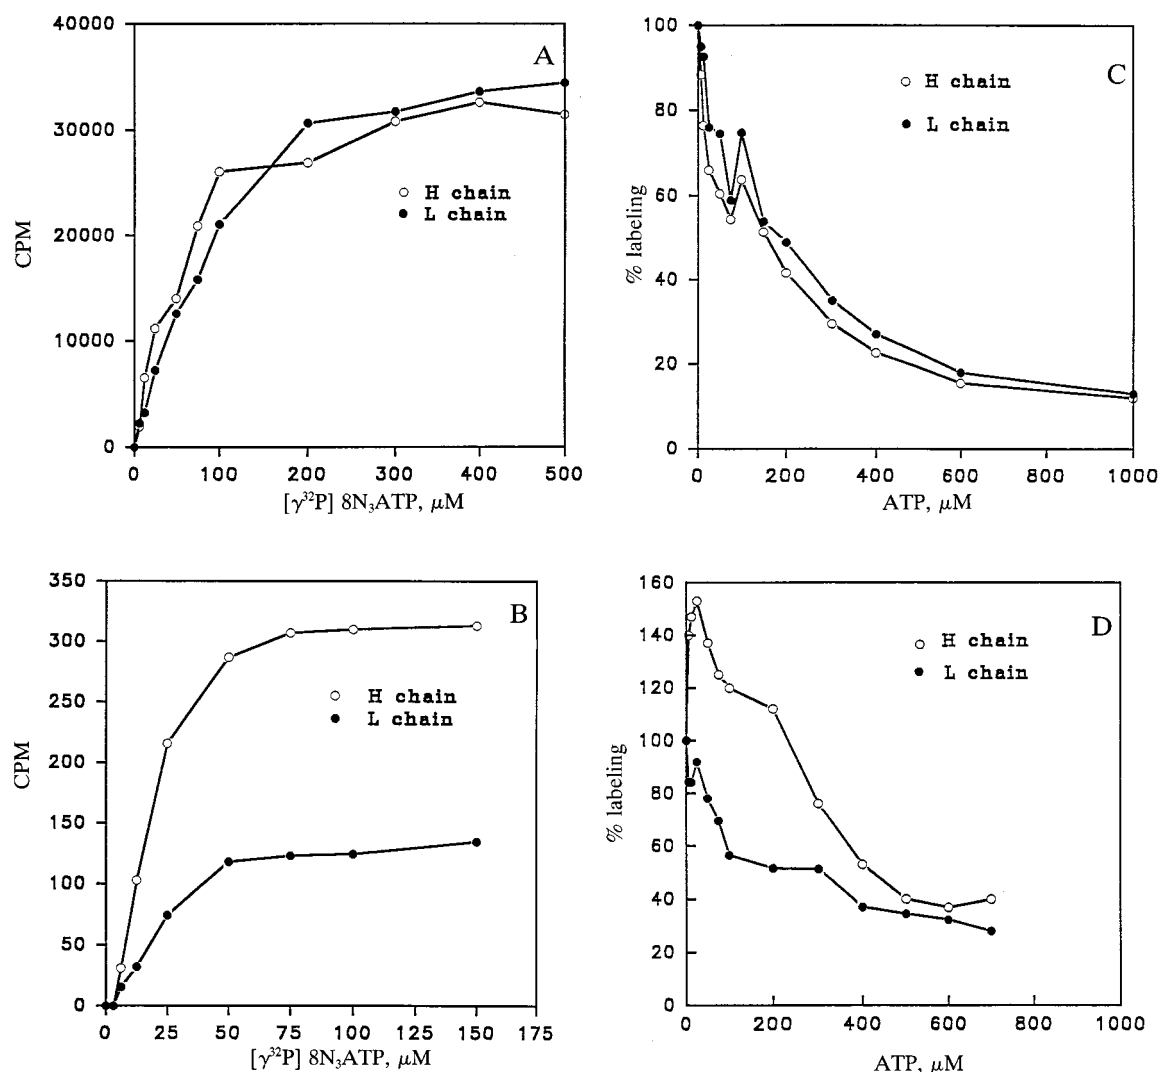 A
CPM
40000
30000
20000
10000
0
H chain
L chain
0 100 200 300 400 500
[γ³²P] 8N₃ATP, μM
C
% labeling
100
80
60
40
20
0
H chain
L chain
0 200 400 600 800 1000
ATP, μM
B
CPM
350
300
250
200
150
100
50
0
H chain
L chain
0 25 50 75 100 125 150 175
[γ³²P] 8N₃ATP, μM
D
% labeling
160
140
120
100
80
60
40
20
0
H chain
L chain
0 200 400 600 800 1000
ATP, μM